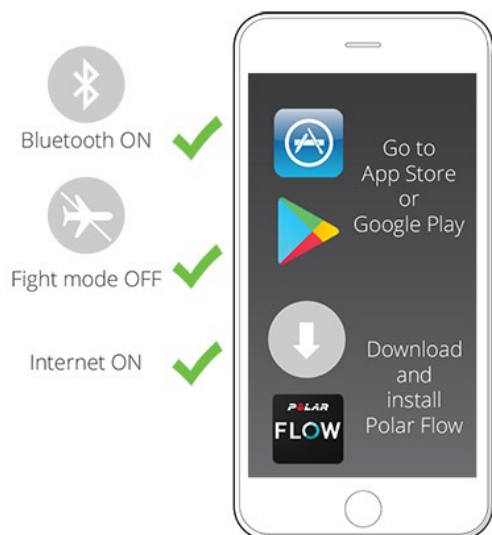 Bluetooth ON
Fight mode OFF
Internet ON
Go to
App Store
or
Google Play
Download
and
install
Polar Flow
POLAR
FLOW